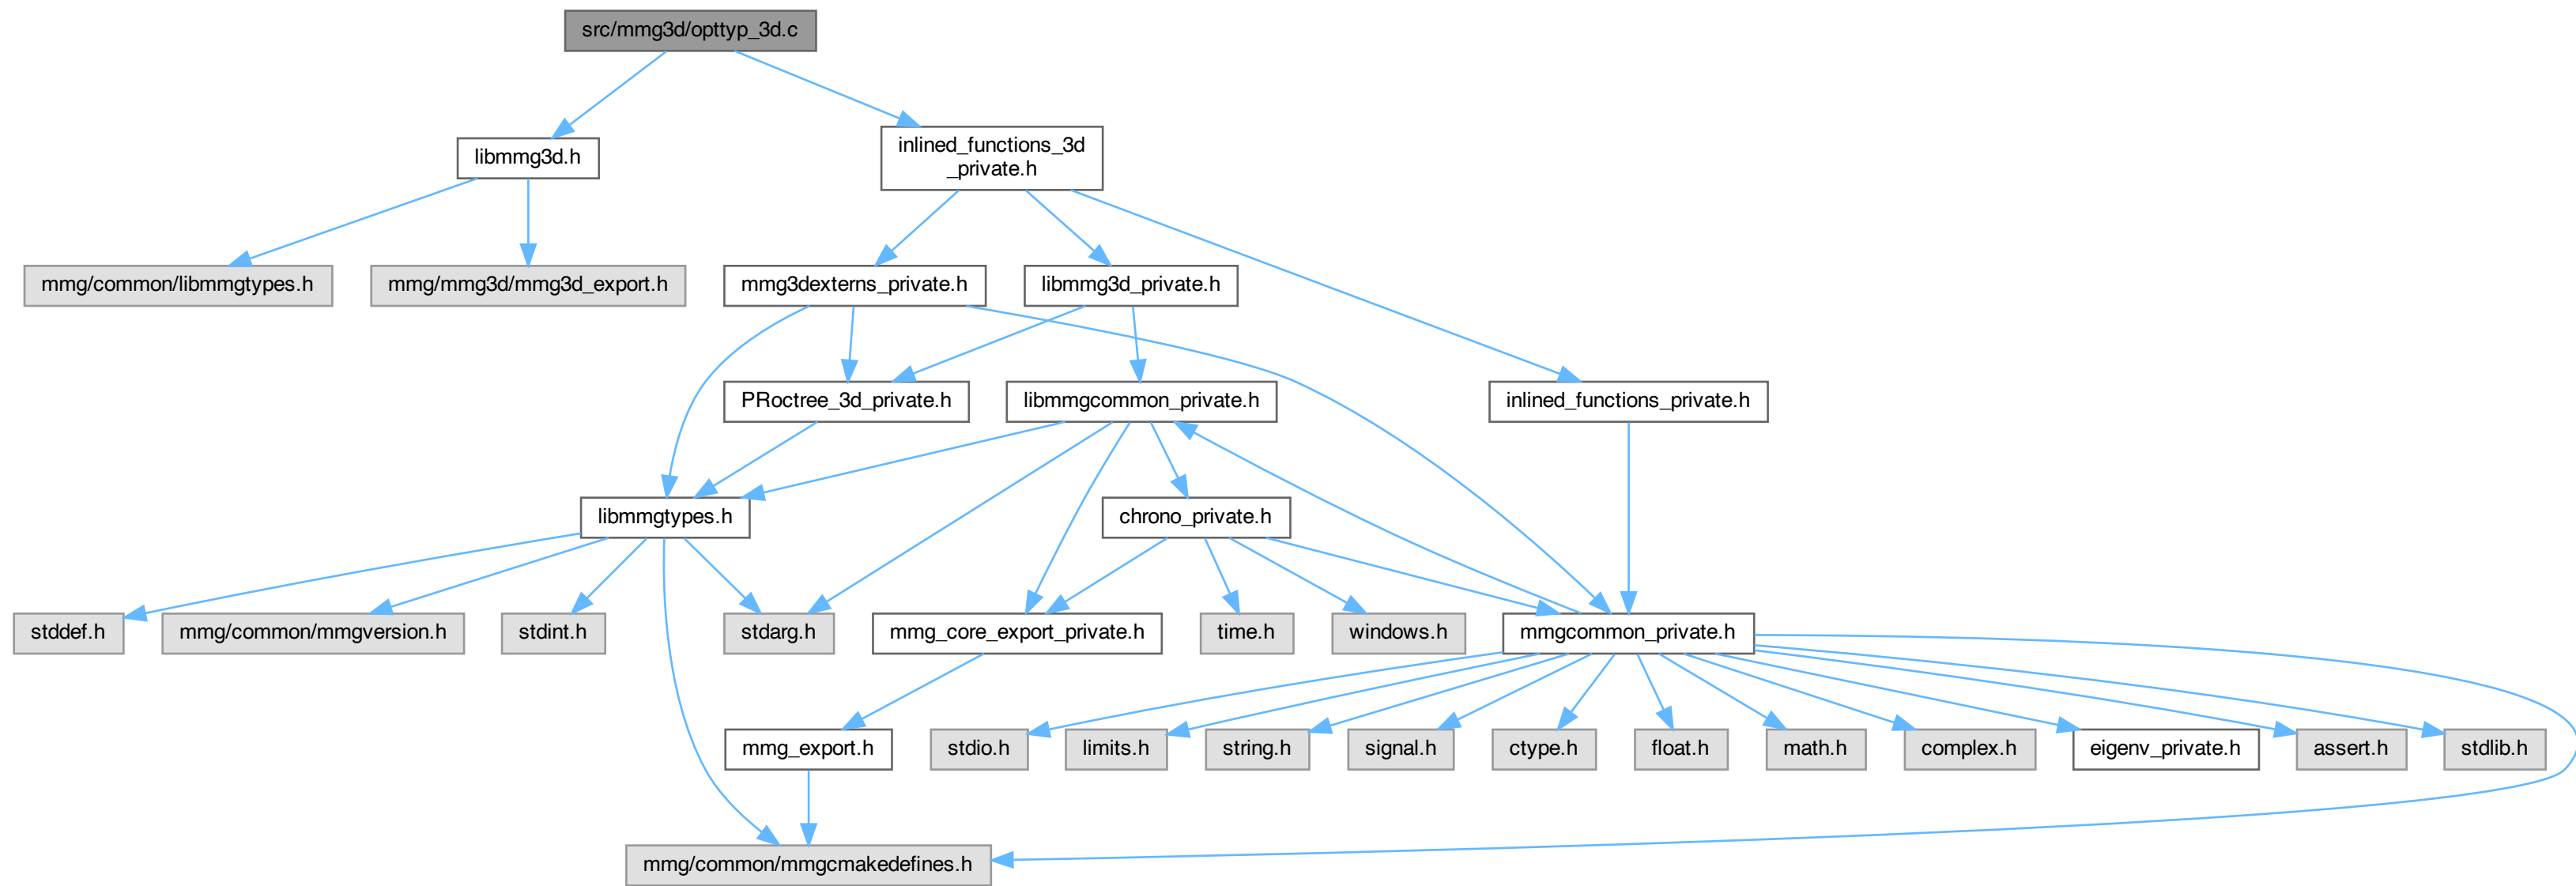 src/mmg3d/opttyp_3d.c
libmmg3d.h
inlined_functions_3d
_private.h
mmg/common/libmmgtypes.h
mmg/mmg3d/mmg3d_export.h
mmg3dexterns_private.h
libmmg3d_private.h
PRoctree_3d_private.h
libmmgcommon_private.h
inlined_functions_private.h
libmmgtypes.h
chrono_private.h
stddef.h
mmg/common/mmgversion.h
stdint.h
stdarg.h
mmg_core_export_private.h
time.h
windows.h
mmgcommon_private.h
mmg_export.h
stdio.h
limits.h
string.h
signal.h
ctype.h
float.h
math.h
complex.h
eigenv_private.h
assert.h
stdlib.h
mmg/common/mmgcmakedefines.h